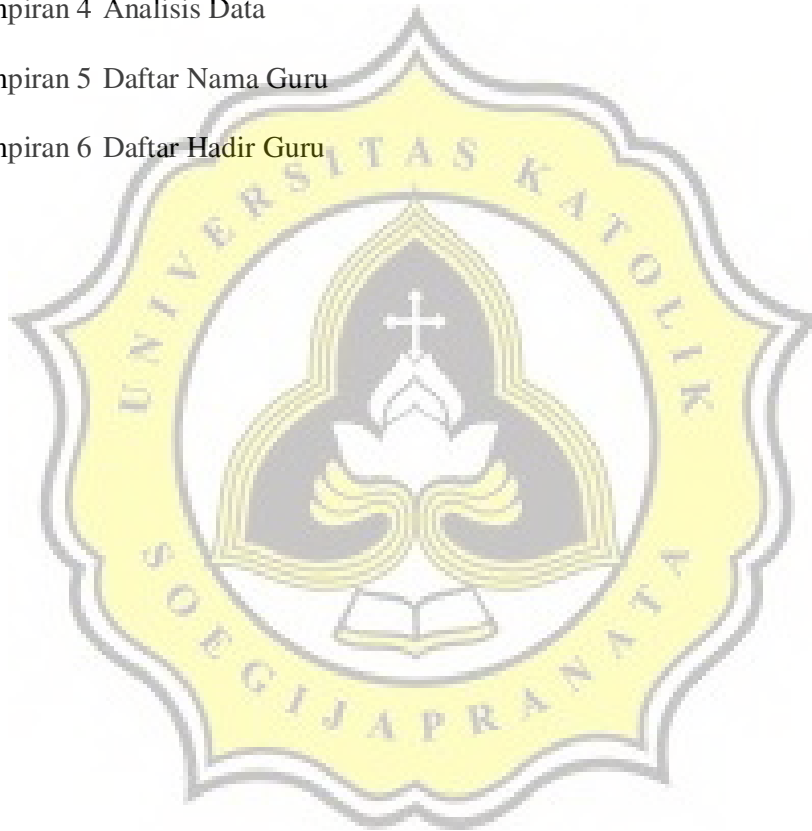 mpiran 4 Analisis Data
mpiran 5 Daftar Nama Guru
mpiran 6 Daftar Hadir Guru
UNIVERSITAS KATOLIK
SOEGIJAPRANATA